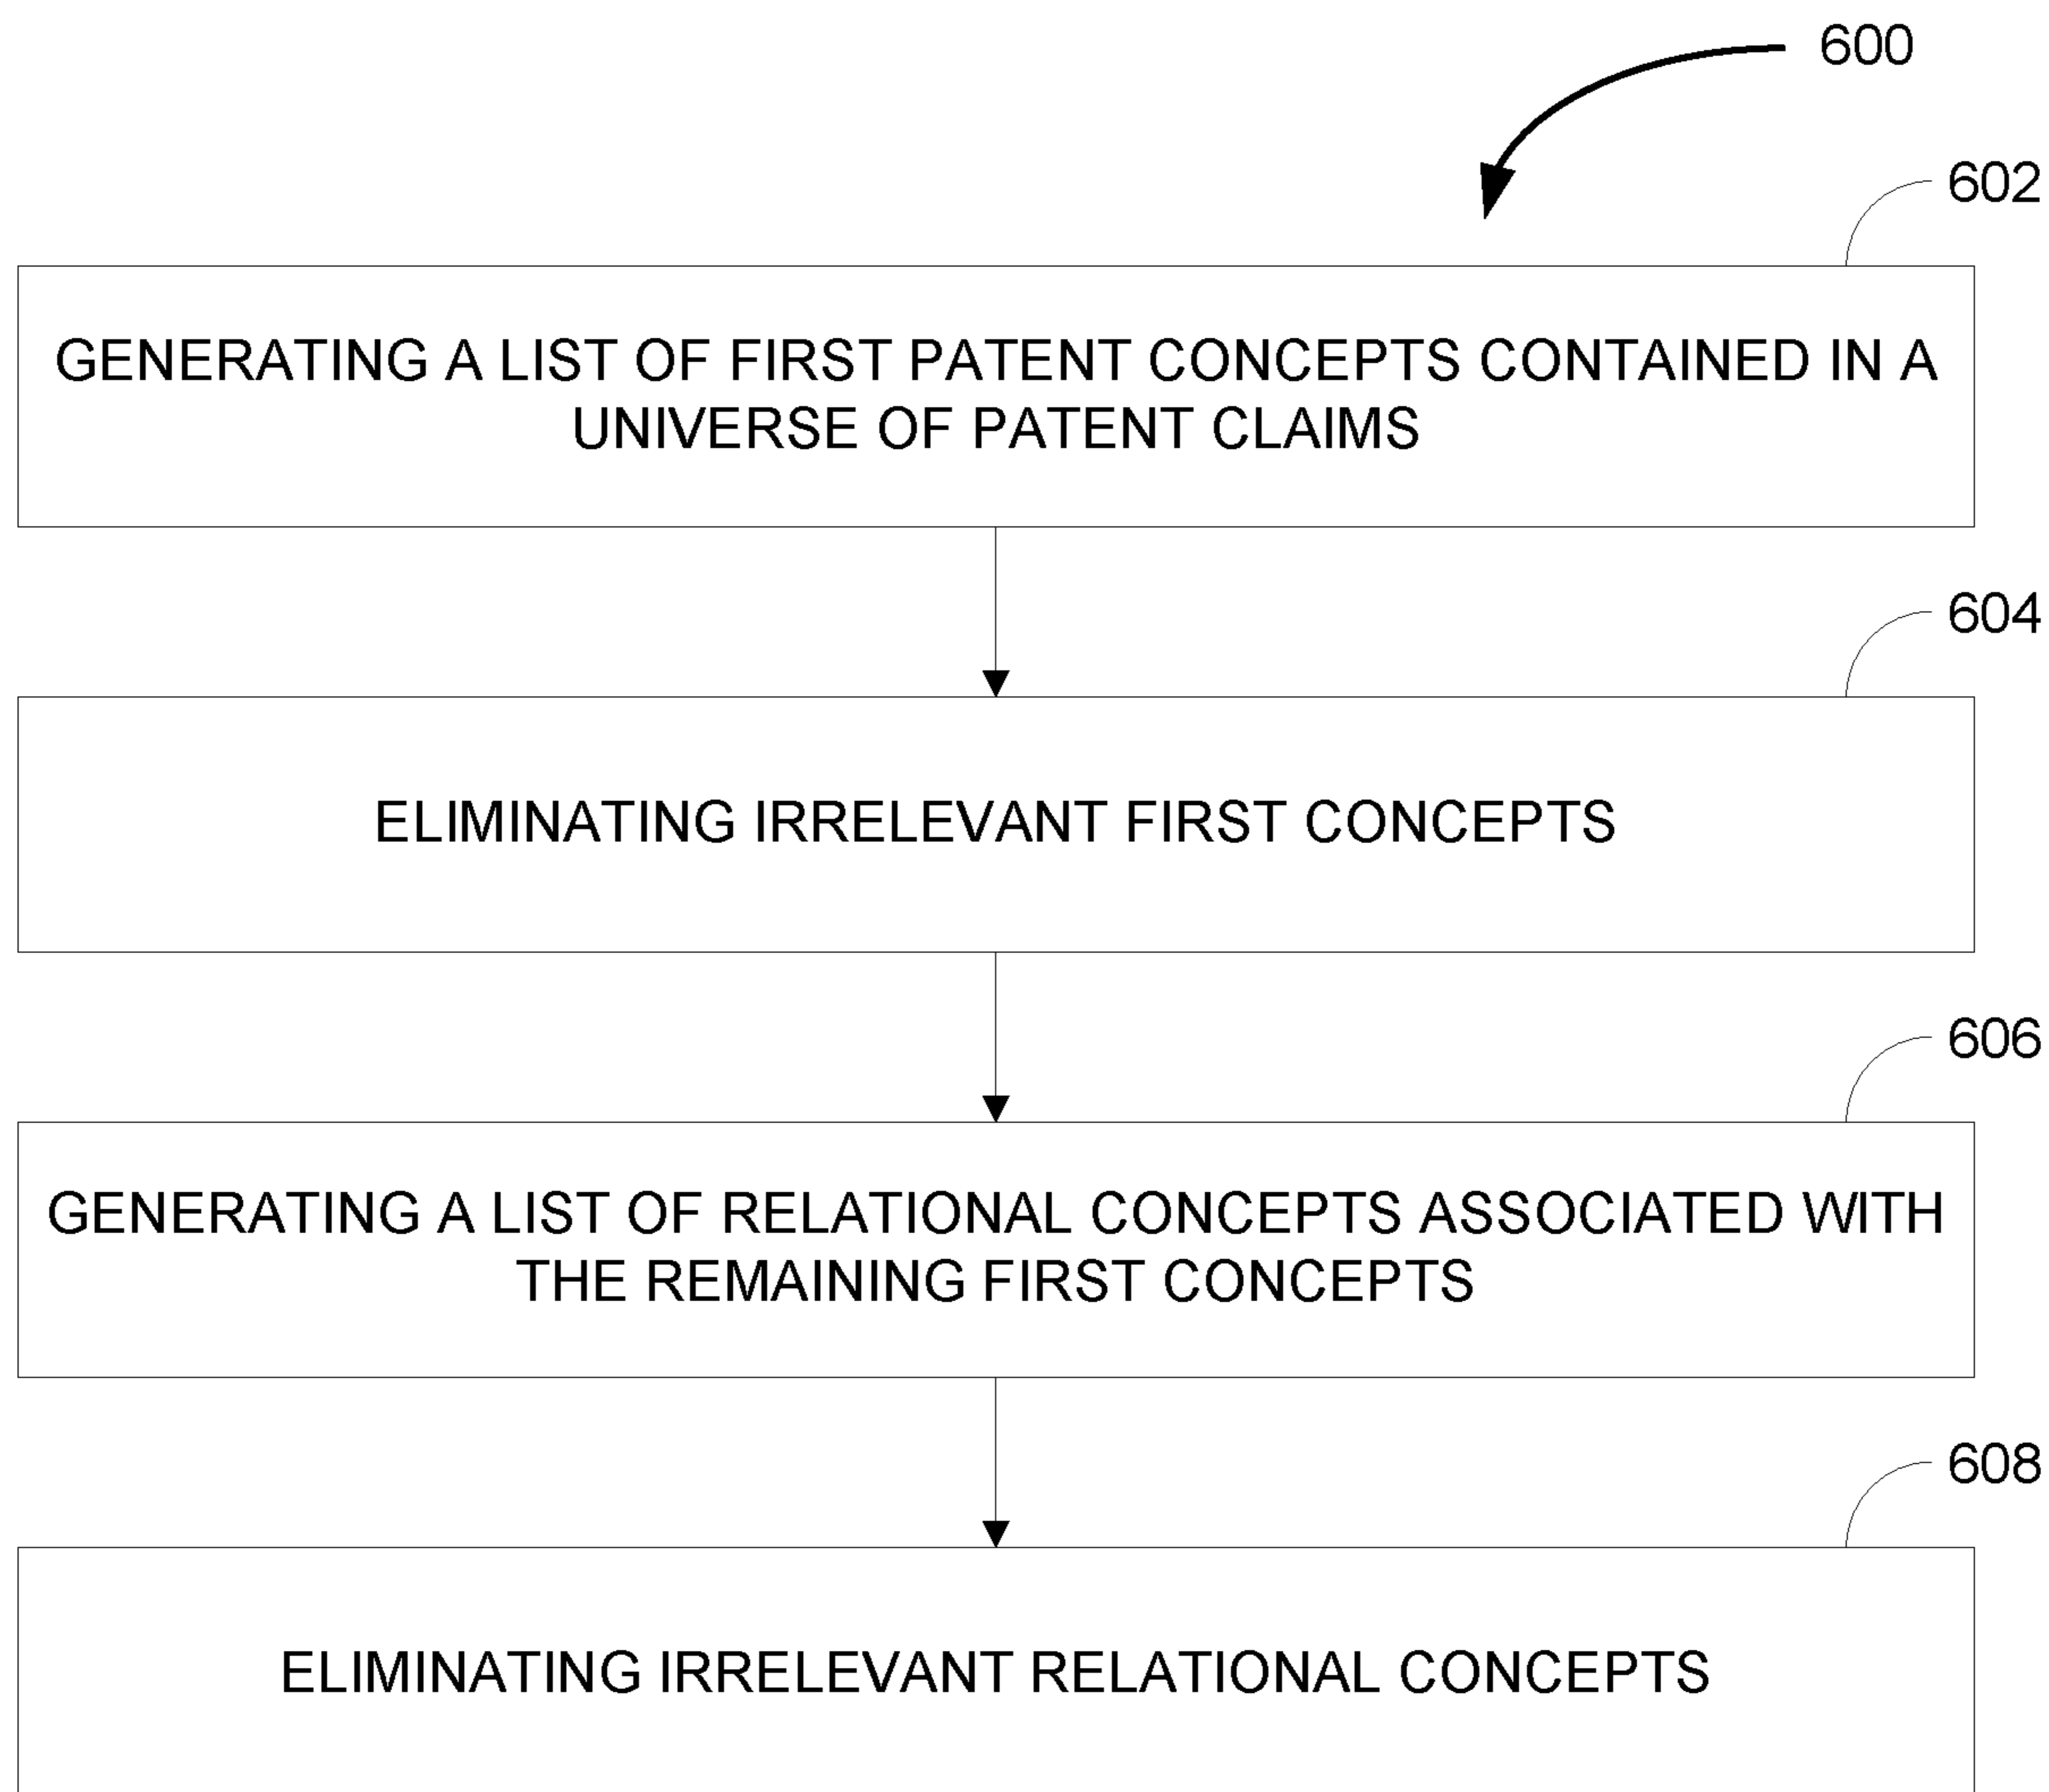 600
602
GENERATING A LIST OF FIRST PATENT CONCEPTS CONTAINED IN A
UNIVERSE OF PATENT CLAIMS
604
ELIMINATING IRRELEVANT FIRST CONCEPTS
606
GENERATING A LIST OF RELATIONAL CONCEPTS ASSOCIATED WITH
THE REMAINING FIRST CONCEPTS
608
ELIMINATING IRRELEVANT RELATIONAL CONCEPTS